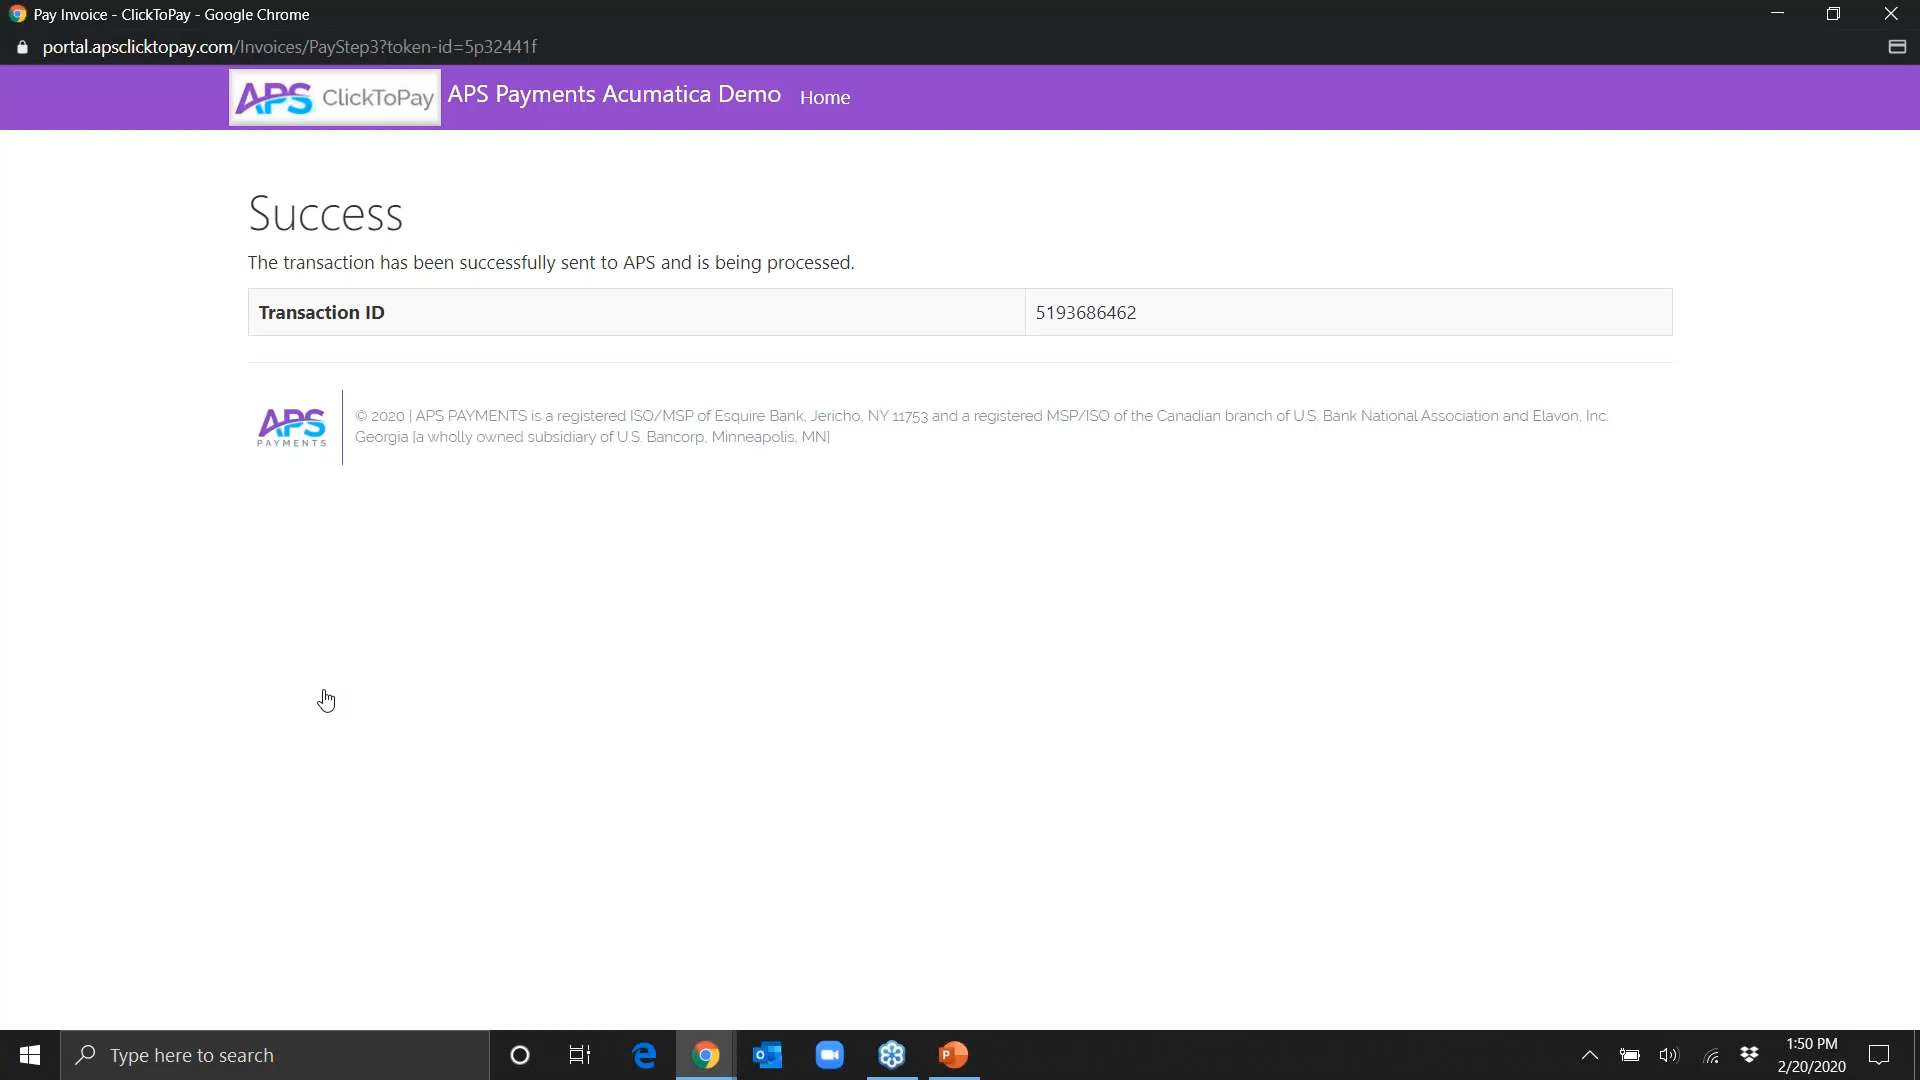 Pay Invoice - ClickToPay - Google Chrome
portal.apsclicktopay.com/Invoices/PayStep3?token-id=5p32441f
APS ClickToPay APS Payments Acumatica Demo Home
Success
The transaction has been successfully sent to APS and is being processed.
Transaction ID 5193686462
APS
PAYMENTS
© 2020 | APS PAYMENTS is a registered ISO/MSP of Esquire Bank, Jericho, NY 11753 and a registered MSP/ISO of the Canadian branch of U.S. Bank National Association and Elavon, Inc.
Georgia [a wholly owned subsidiary of U.S. Bancorp, Minneapolis, MN]
Type here to search
1:50 PM
2/20/2020